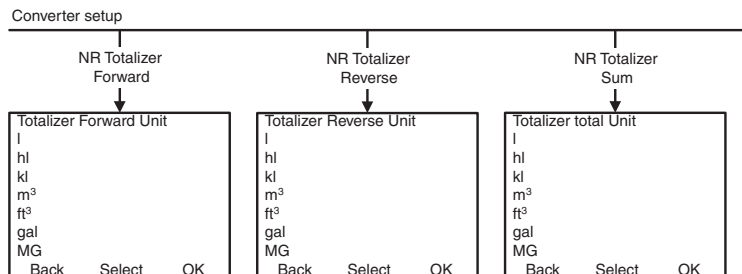 Converter setup
NR Totalizer
Forward
NR Totalizer
Reverse
NR Totalizer
Sum
Totalizer Forward Unit
l
hl
kl
m³
ft³
gal
MG
Back Select OK
Totalizer Reverse Unit
l
hl
kl
m³
ft³
gal
MG
Back Select OK
Totalizer total Unit
l
hl
kl
m³
ft³
gal
MG
Back Select OK